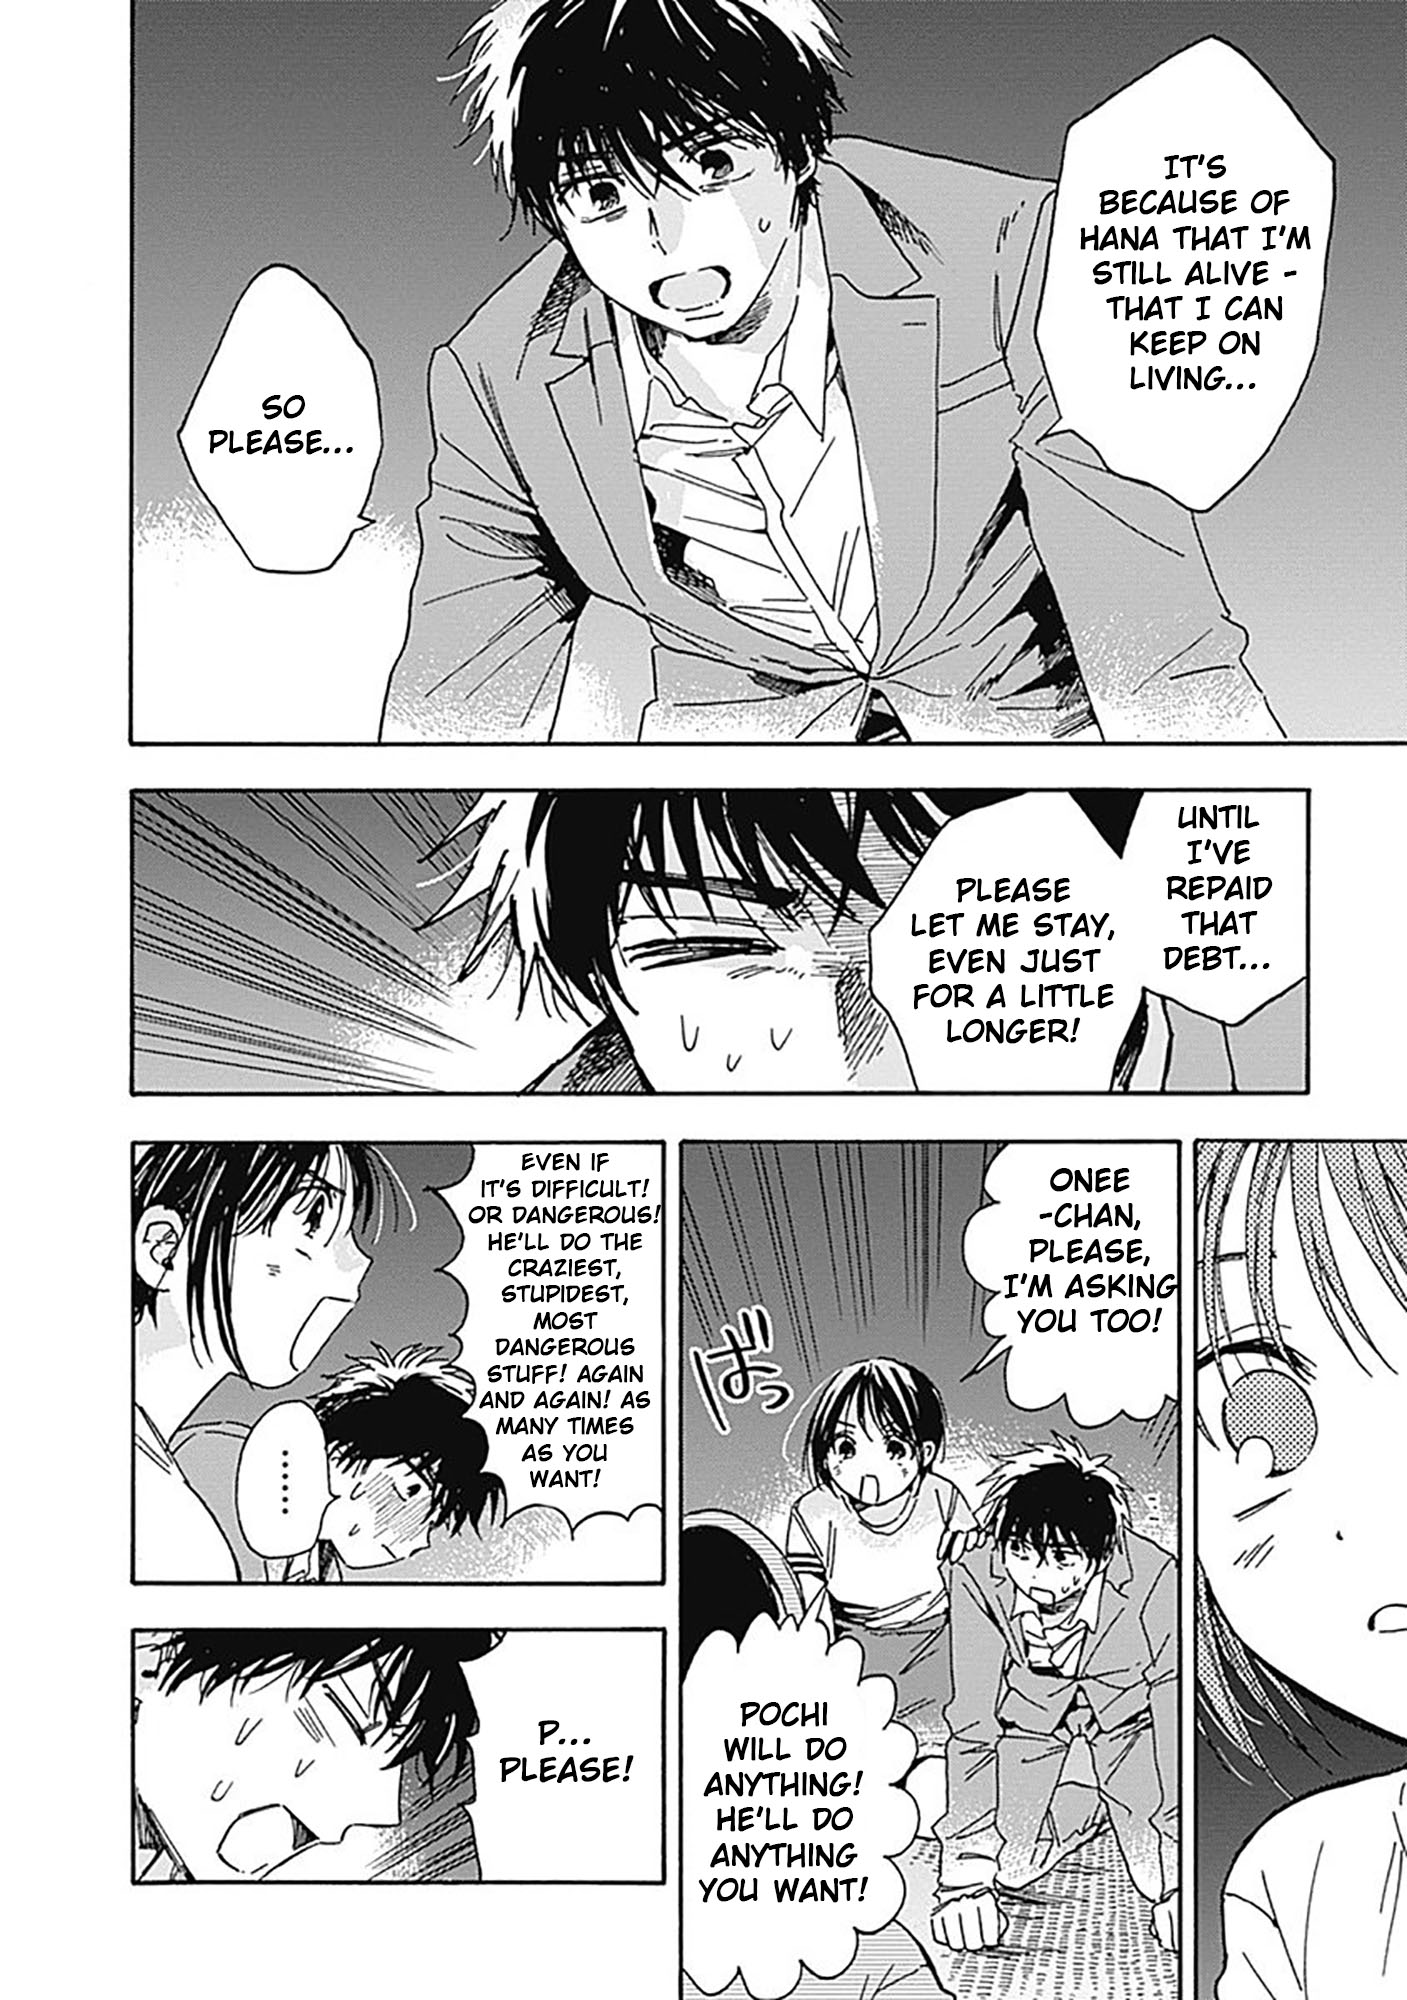 IT'S
BECAUSE OF
HANA THAT I'M
STILL ALIVE -
THAT I CAN
KEEP ON
LIVING...
SO
PLEASE...
UNTIL
I'VE
REPAID
THAT
DEBT...
PLEASE
LET ME STAY,
EVEN JUST
FOR A LITTLE
LONGER!
ONEE
-CHAN,
PLEASE,
I'M ASKING
YOU TOO!
ばっ
POCHI
WILL DO
ANYTHING!
HE'LL DO
ANYTHING
YOU WANT!
EVEN IF
IT'S DIFFICULT!
OR DANGEROUS!
HE'LL DO THE
CRAZIEST,
STUPIDEST,
MOST
DANGEROUS
STUFF! AGAIN
AND AGAIN! AS
MANY TIMES
AS YOU
WANT!
......
P...
PLEASE!